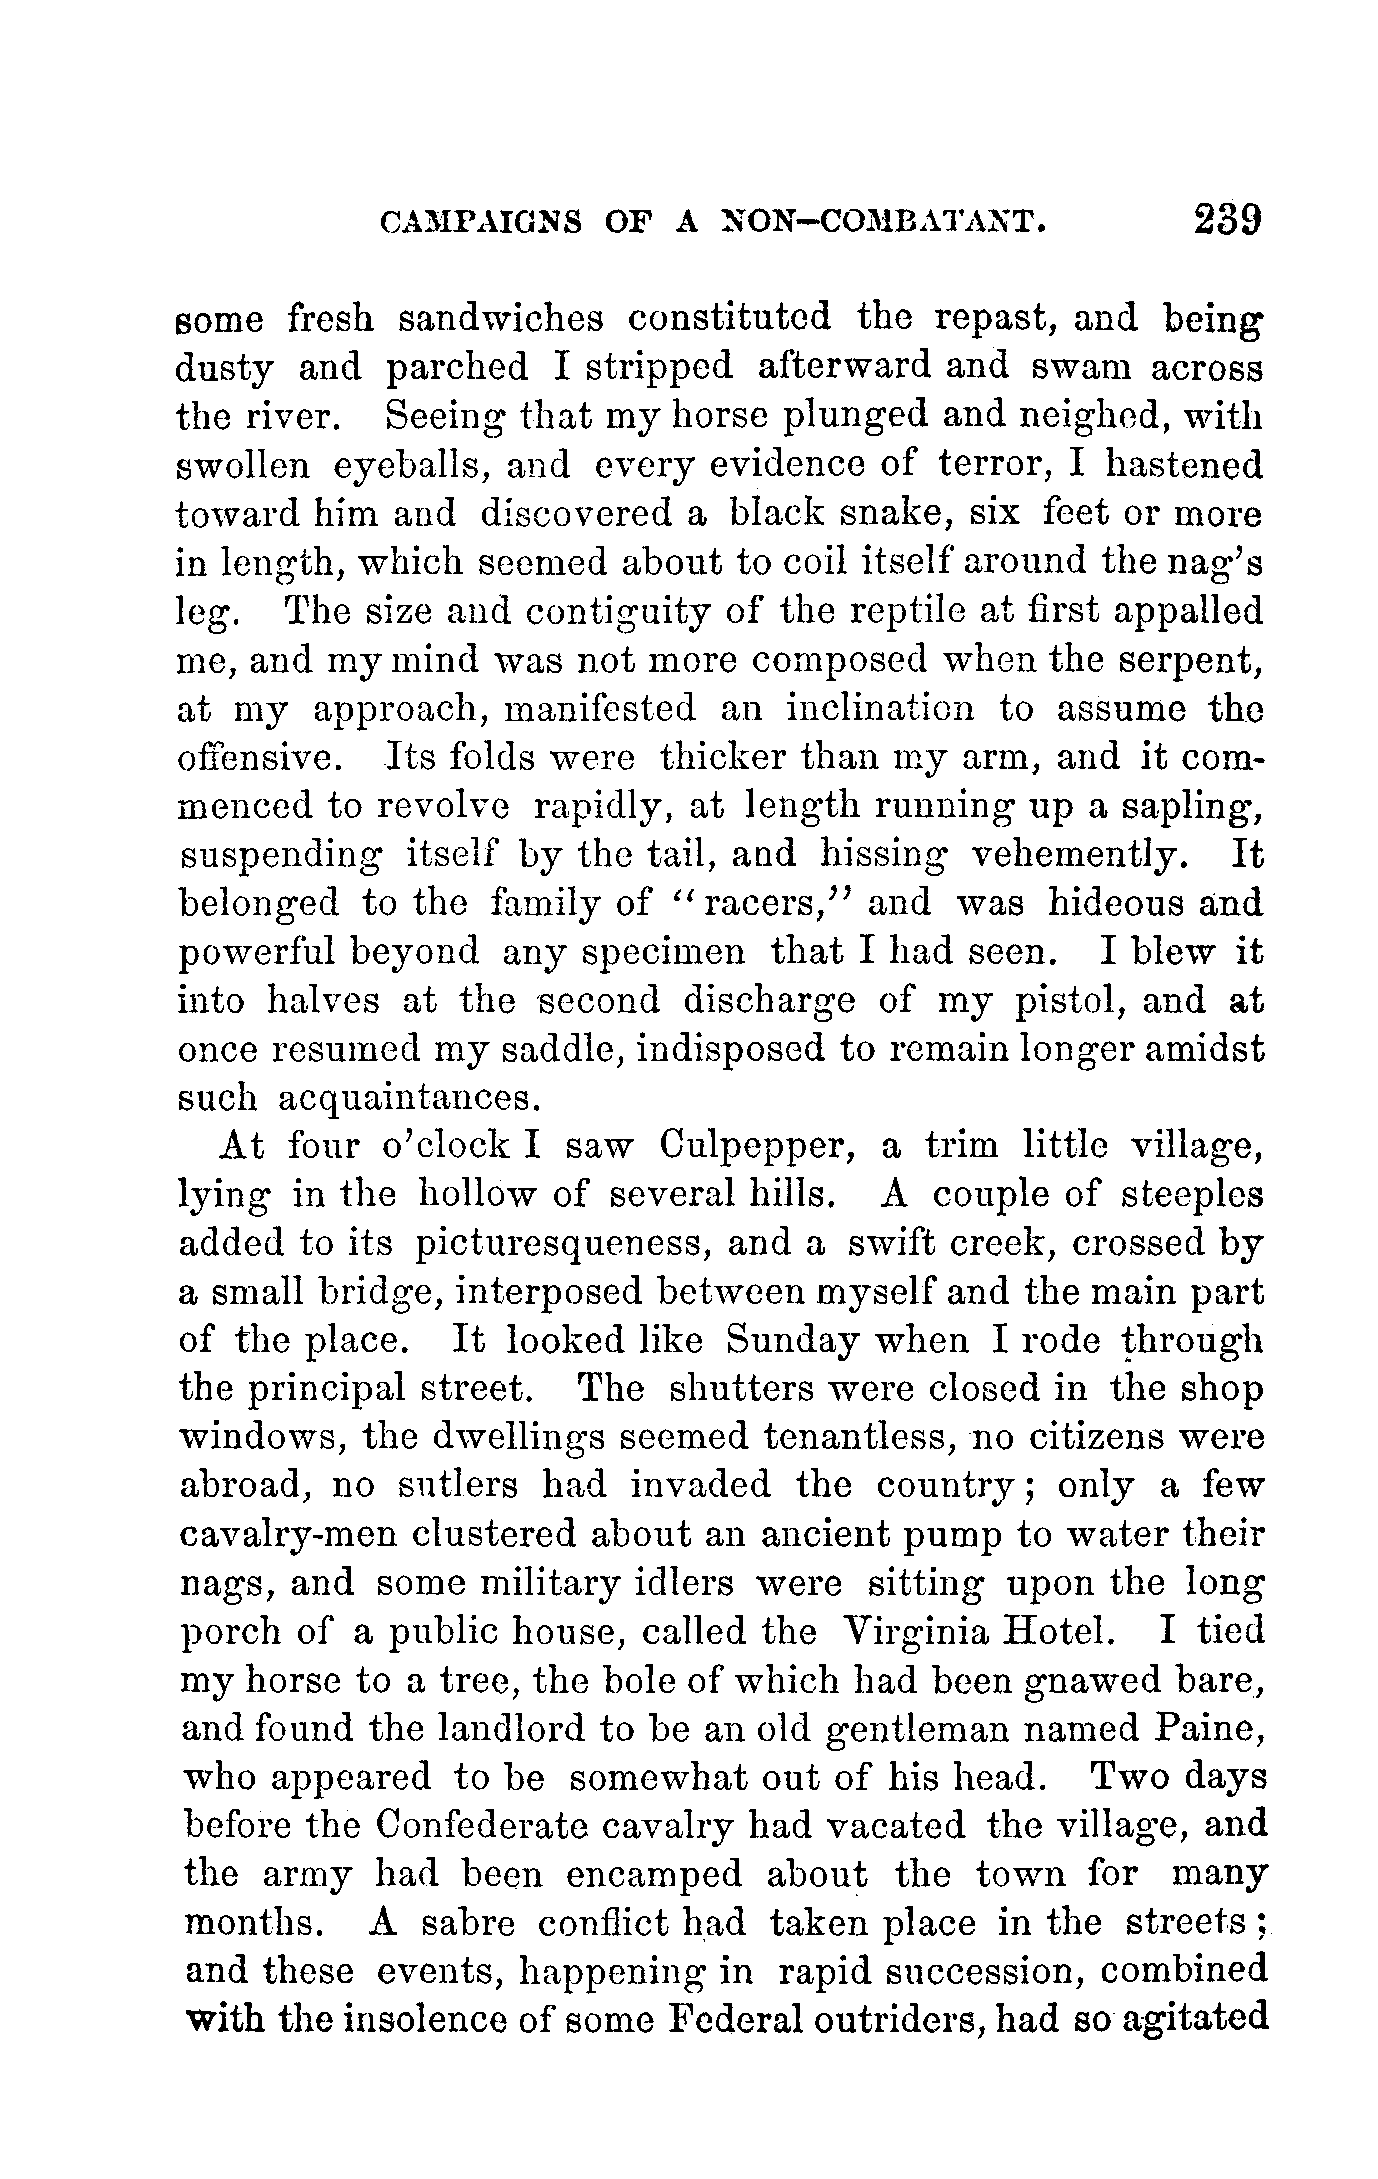 CAMPAIGNS OF A NON-COMBATANT. 239
some fresh sandwiches constituted the repast, and being
dusty and parched I stripped afterward and swam across
the river. Seeing that my horse plunged and neighed, with
swollen eyeballs, and every evidence of terror, I hastened
toward him and discovered a black snake, six feet or more
in length, which seemed about to coil itself around the nag's
leg. The size and contiguity of the reptile at first appalled
me, and my mind was not more composed when the serpent,
at my approach, manifested an inclination to assume the
offensive. Its folds were thicker than my arm, and it com-
menced to revolve rapidly, at length running up a sapling,
suspending itself by the tail, and hissing vehemently. It
belonged to the family of “racers,” and was hideous and
powerful beyond any specimen that I had seen. I blew it
into halves at the second discharge of my pistol, and at
once resumed my saddle, indisposed to remain longer amidst
such acquaintances.
At four o'clock I saw Culpepper, a trim little village,
lying in the hollow of several hills. A couple of steeples
added to its picturesqueness, and a swift creek, crossed by
a small bridge, interposed between myself and the main part
of the place. It looked like Sunday when I rode through
the principal street. The shutters were closed in the shop
windows, the dwellings seemed tenantless, no citizens were
abroad, no sutlers had invaded the country; only a few
cavalry-men clustered about an ancient pump to water their
nags, and some military idlers were sitting upon the long
porch of a public house, called the Virginia Hotel. I tied
my horse to a tree, the bole of which had been gnawed bare,
and found the landlord to be an old gentleman named Paine,
who appeared to be somewhat out of his head. Two days
before the Confederate cavalry had vacated the village, and
the army had been encamped about the town for many
months. A sabre conflict had taken place in the streets;
and these events, happening in rapid succession, combined
with the insolence of some Federal outriders, had so agitated